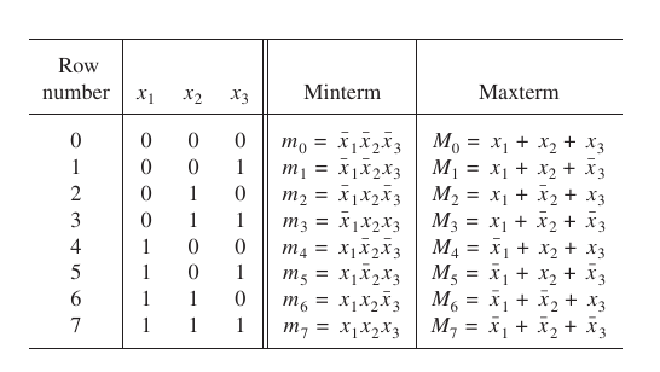 Row
number x₁ x₂ x₃ Minterm Maxterm
0 0 0 0 m₀ = x̄₁x̄₂x̄₃ M₀ = x₁ + x₂ + x₃
1 0 0 1 m₁ = x̄₁x̄₂x₃ M₁ = x₁ + x₂ + x̄₃
2 0 1 0 m₂ = x̄₁x₂x̄₃ M₂ = x₁ + x̄₂ + x₃
3 0 1 1 m₃ = x̄₁x₂x₃ M₃ = x₁ + x̄₂ + x̄₃
4 1 0 0 m₄ = x₁x̄₂x̄₃ M₄ = x̄₁ + x₂ + x₃
5 1 0 1 m₅ = x₁x̄₂x₃ M₅ = x̄₁ + x₂ + x̄₃
6 1 1 0 m₆ = x₁x₂x̄₃ M₆ = x̄₁ + x̄₂ + x₃
7 1 1 1 m₇ = x₁x₂x₃ M₇ = x̄₁ + x̄₂ + x̄₃